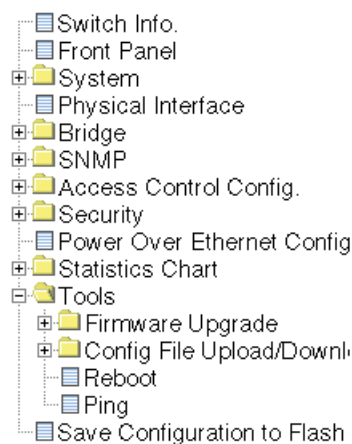 Switch Info.
Front Panel
System
Physical Interface
Bridge
SNMP
Access Control Config.
Security
Power Over Ethernet Config
Statistics Chart
Tools
Firmware Upgrade
Config File Upload/Downl
Reboot
Ping
Save Configuration to Flash